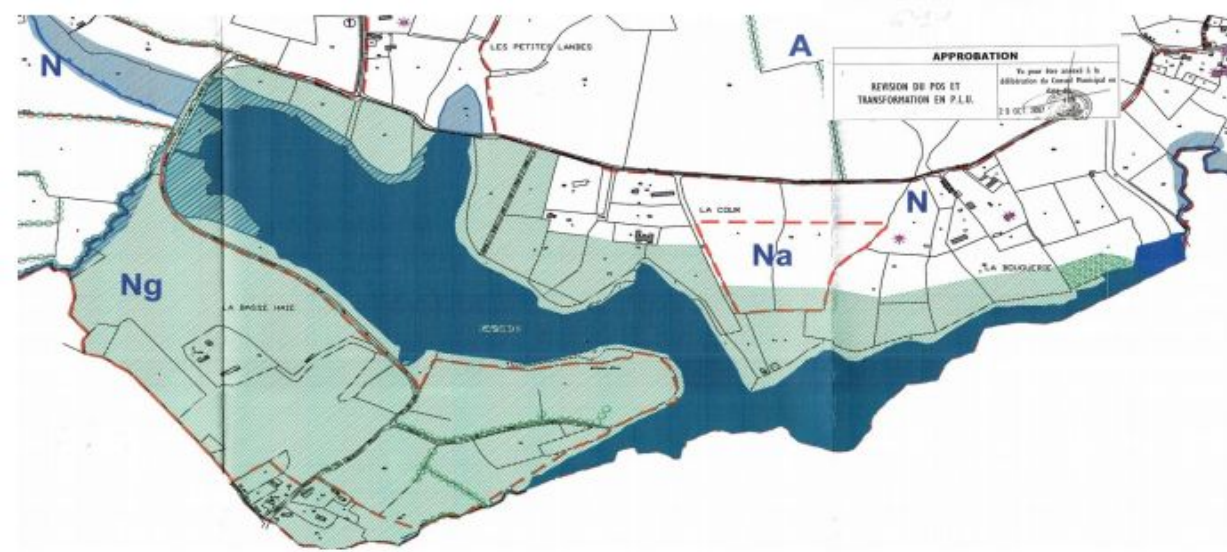 LES PETITES LANDES
A
APPROBATION
REVISION DU POS ET
TRANSFORMATION EN P.L.U.
Vu pour être annexé à la
délibération du Conseil Municipal en
N
LA COUR
N
Na
LA BOUGUERIE
Ng
LA BASSE HAIE